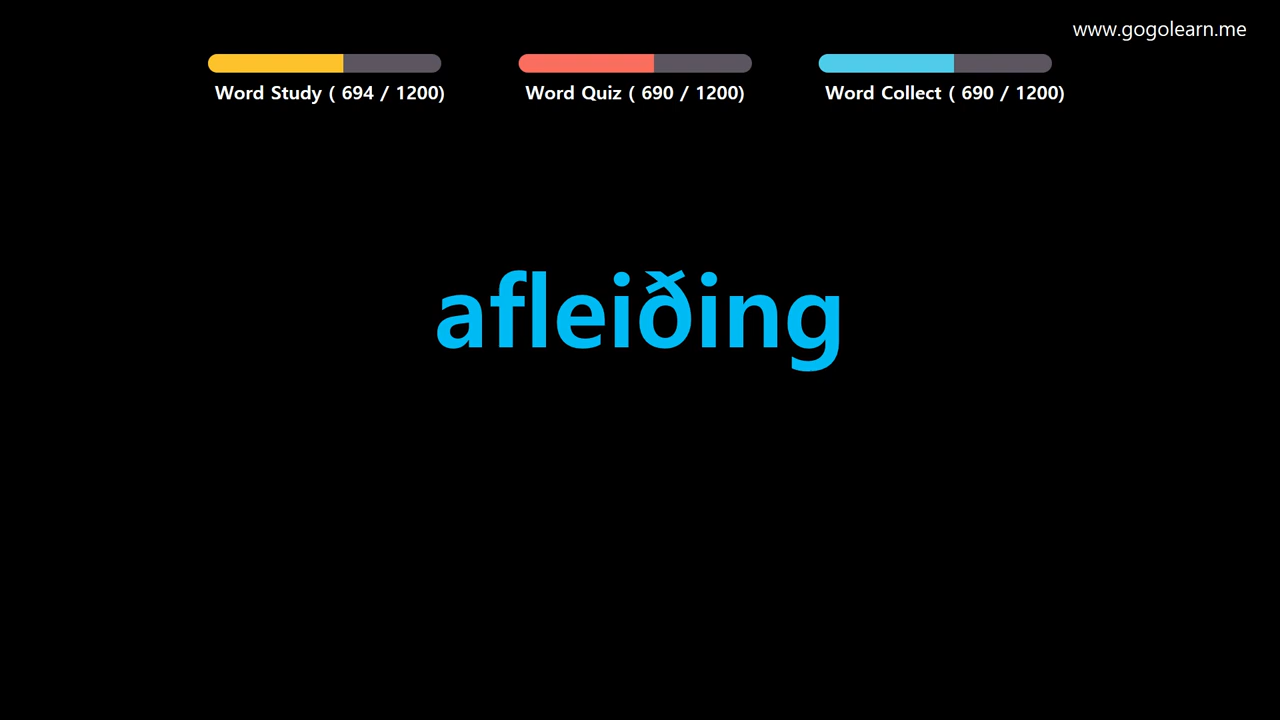 www.gogolearn.me
Word Study ( 694 / 1200)
Word Quiz ( 690 / 1200)
Word Collect ( 690 / 1200)
afleiðing